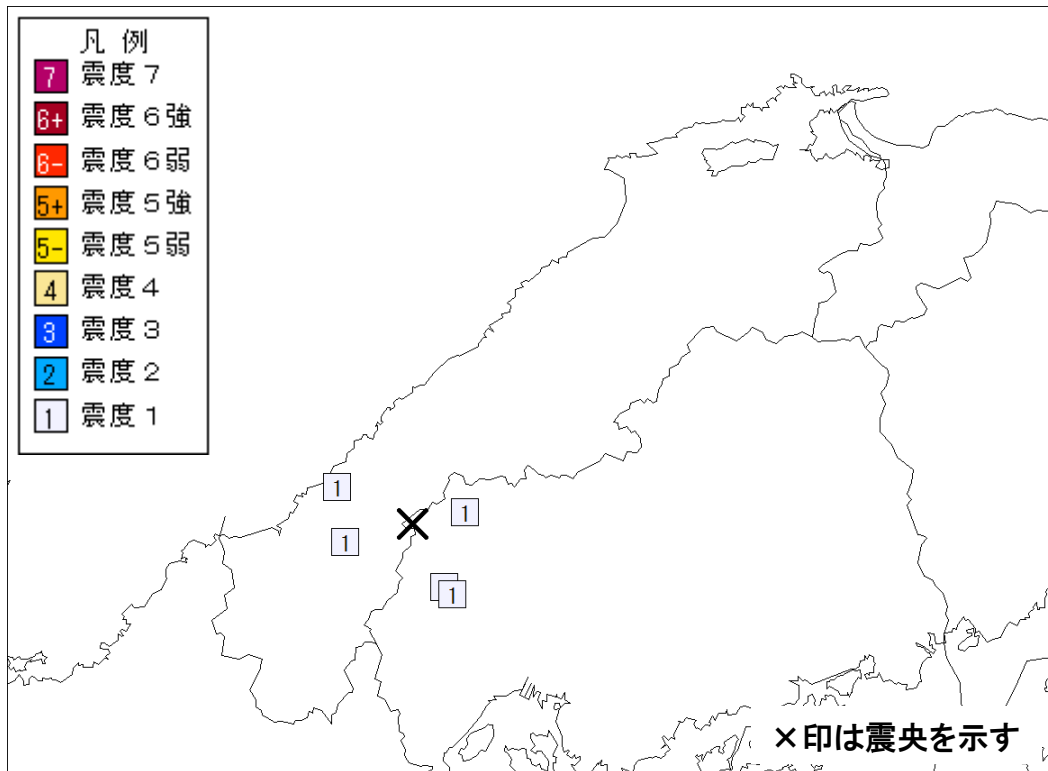 凡 例
7 震度7
6+ 震度6強
6- 震度6弱
5+ 震度5強
5- 震度5弱
4 震度4
3 震度3
2 震度2
1 震度1
1
1
1
1
×印は震央を示す